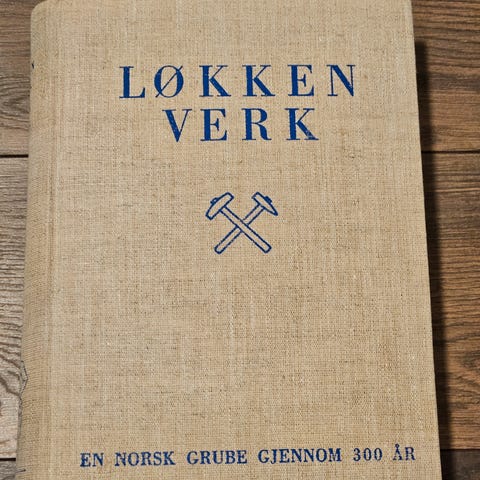 LØKKEN
VERK
EN NORSK GRUBE GJENNOM 300 ÅR